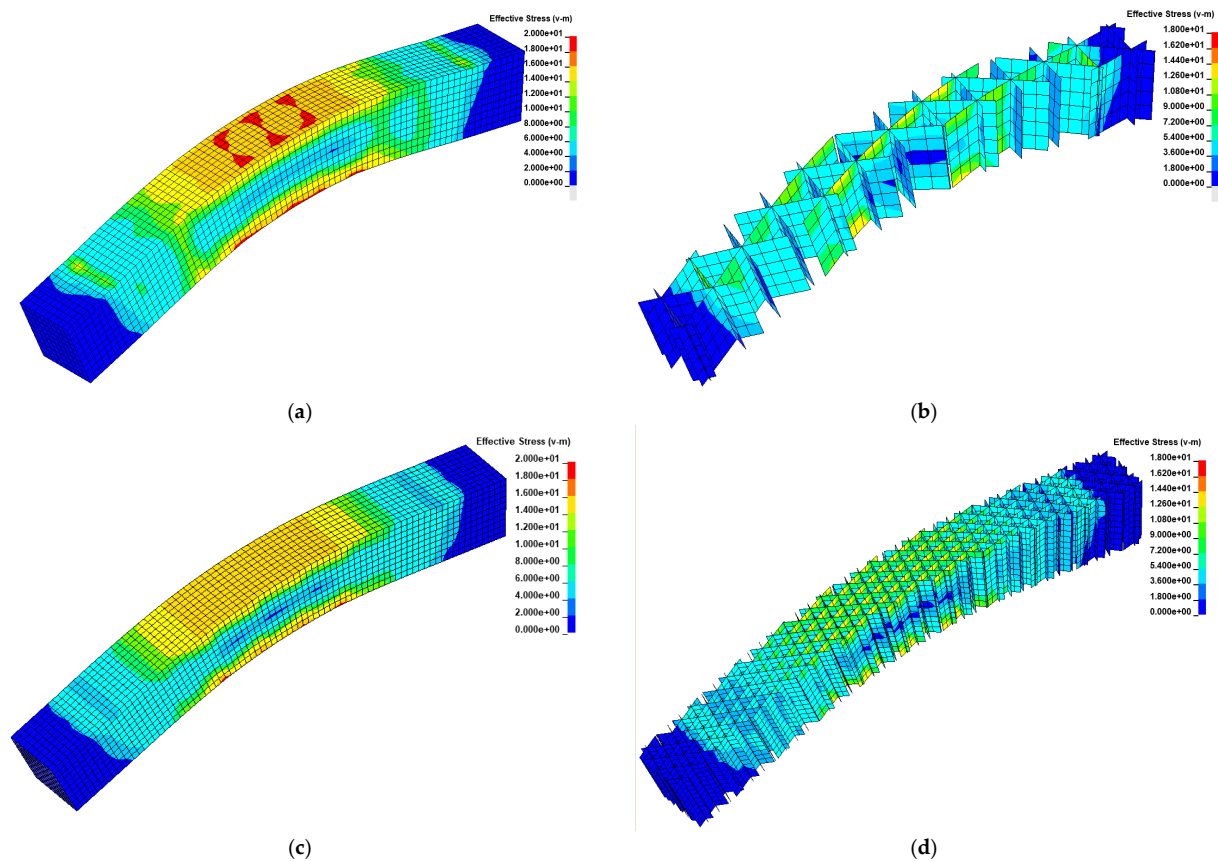 Effective Stress (v-m)
2.000e+01
1.800e+01
1.600e+01
1.400e+01
1.200e+01
1.000e+01
8.000e+00
6.000e+00
4.000e+00
2.000e+00
0.000e+00
(a)
Effective Stress (v-m)
1.800e+01
1.620e+01
1.440e+01
1.260e+01
1.080e+01
9.000e+00
7.200e+00
5.400e+00
3.600e+00
1.800e+00
0.000e+00
(b)
Effective Stress (v-m)
2.000e+01
1.800e+01
1.600e+01
1.400e+01
1.200e+01
1.000e+01
8.000e+00
6.000e+00
4.000e+00
2.000e+00
0.000e+00
(c)
Effective Stress (v-m)
1.800e+01
1.620e+01
1.440e+01
1.260e+01
1.080e+01
9.000e+00
7.200e+00
5.400e+00
3.600e+00
1.800e+00
0.000e+00
(d)